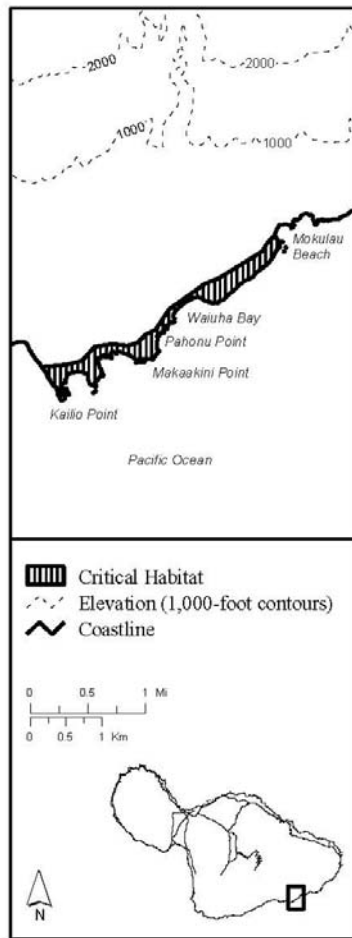 2000
2000
1000
1000
Mokulau
Beach
Waiuha Bay
Pahonu Point
Makaakini Point
Kailio Point
Pacific Ocean
Critical Habitat
Elevation (1,000-foot contours)
Coastline
0 0.5 1 Mi
0 0.5 1 Km
N